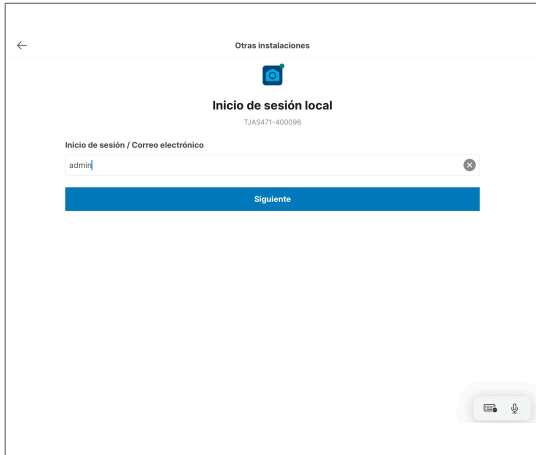 Otras instalaciones
Inicio de sesión local
TJAS471-400096
Inicio de sesión / Correo electrónico
admin
Siguiente